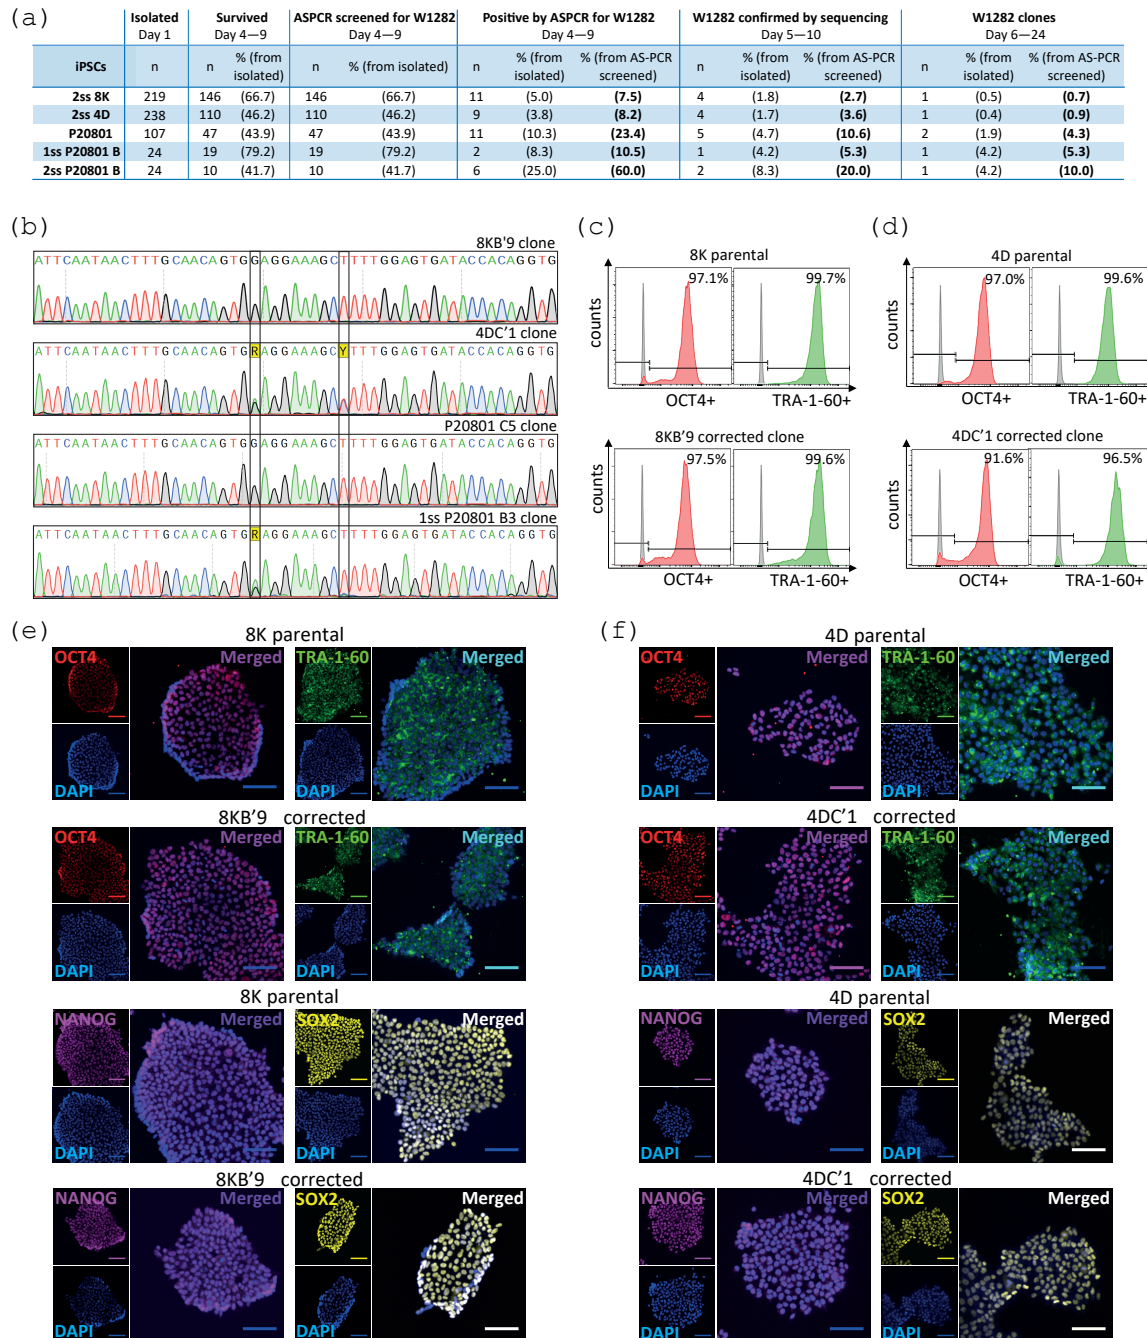 (a)
Isolated Survived ASPCR screened for W1282 Positive by ASPCR for W1282 W1282 confirmed by sequencing W1282 clones
Day 1 Day 4—9 Day 4—9 Day 4—9 Day 5—10 Day 6—24
iPSCs n n % (from isolated) n % (from isolated) n % (from isolated) % (from AS-PCR screened) n % (from isolated) % (from AS-PCR screened) n % (from isolated) % (from AS-PCR screened)
2ss 8K 219 146 (66.7) 146 (66.7) 11 (5.0) (7.5) 4 (1.8) (2.7) 1 (0.5) (0.7)
2ss 4D 238 110 (46.2) 110 (46.2) 9 (3.8) (8.2) 4 (1.7) (3.6) 1 (0.4) (0.9)
P20801 107 47 (43.9) 47 (43.9) 11 (10.3) (23.4) 5 (4.7) (10.6) 2 (1.9) (4.3)
1ss P20801 B 24 19 (79.2) 19 (79.2) 2 (8.3) (10.5) 1 (4.2) (5.3) 1 (4.2) (5.3)
2ss P20801 B 24 10 (41.7) 10 (41.7) 6 (25.0) (60.0) 2 (8.3) (20.0) 1 (4.2) (10.0)
(b)
8KB'9 clone
ATTCAATAACTTTGCAACAGTGGAGGAAAGCTTTTGGAGTGATACCACAGGTG
4DC'1 clone
ATTCAATAACTTTGCAACAGTGRAGGAAAGCYTTTGGAGTGATACCACAGGTG
P20801 C5 clone
ATTCAATAACTTTGCAACAGTGGAGGAAAGCTTTTGGAGTGATACCACAGGTG
1ss P20801 B3 clone
ATTCAATAACTTTGCAACAGTGRAGGAAAGCTTTTGGAGTGATACCACAGGTG
(c)
8K parental
counts
97.1% 99.7%
OCT4+ TRA-1-60+
8KB'9 corrected clone
counts
97.5% 99.6%
OCT4+ TRA-1-60+
(d)
4D parental
counts
97.0% 99.6%
OCT4+ TRA-1-60+
4DC'1 corrected clone
counts
91.6% 96.5%
OCT4+ TRA-1-60+
(e)
8K parental
OCT4 Merged TRA-1-60 Merged
DAPI DAPI
8KB'9 corrected
OCT4 Merged TRA-1-60 Merged
DAPI DAPI
8K parental
NANOG Merged SOX2 Merged
DAPI DAPI
8KB'9 corrected
NANOG Merged SOX2 Merged
DAPI DAPI
(f)
4D parental
OCT4 Merged TRA-1-60 Merged
DAPI DAPI
4DC'1 corrected
OCT4 Merged TRA-1-60 Merged
DAPI DAPI
4D parental
NANOG Merged SOX2 Merged
DAPI DAPI
4DC'1 corrected
NANOG Merged SOX2 Merged
DAPI DAPI